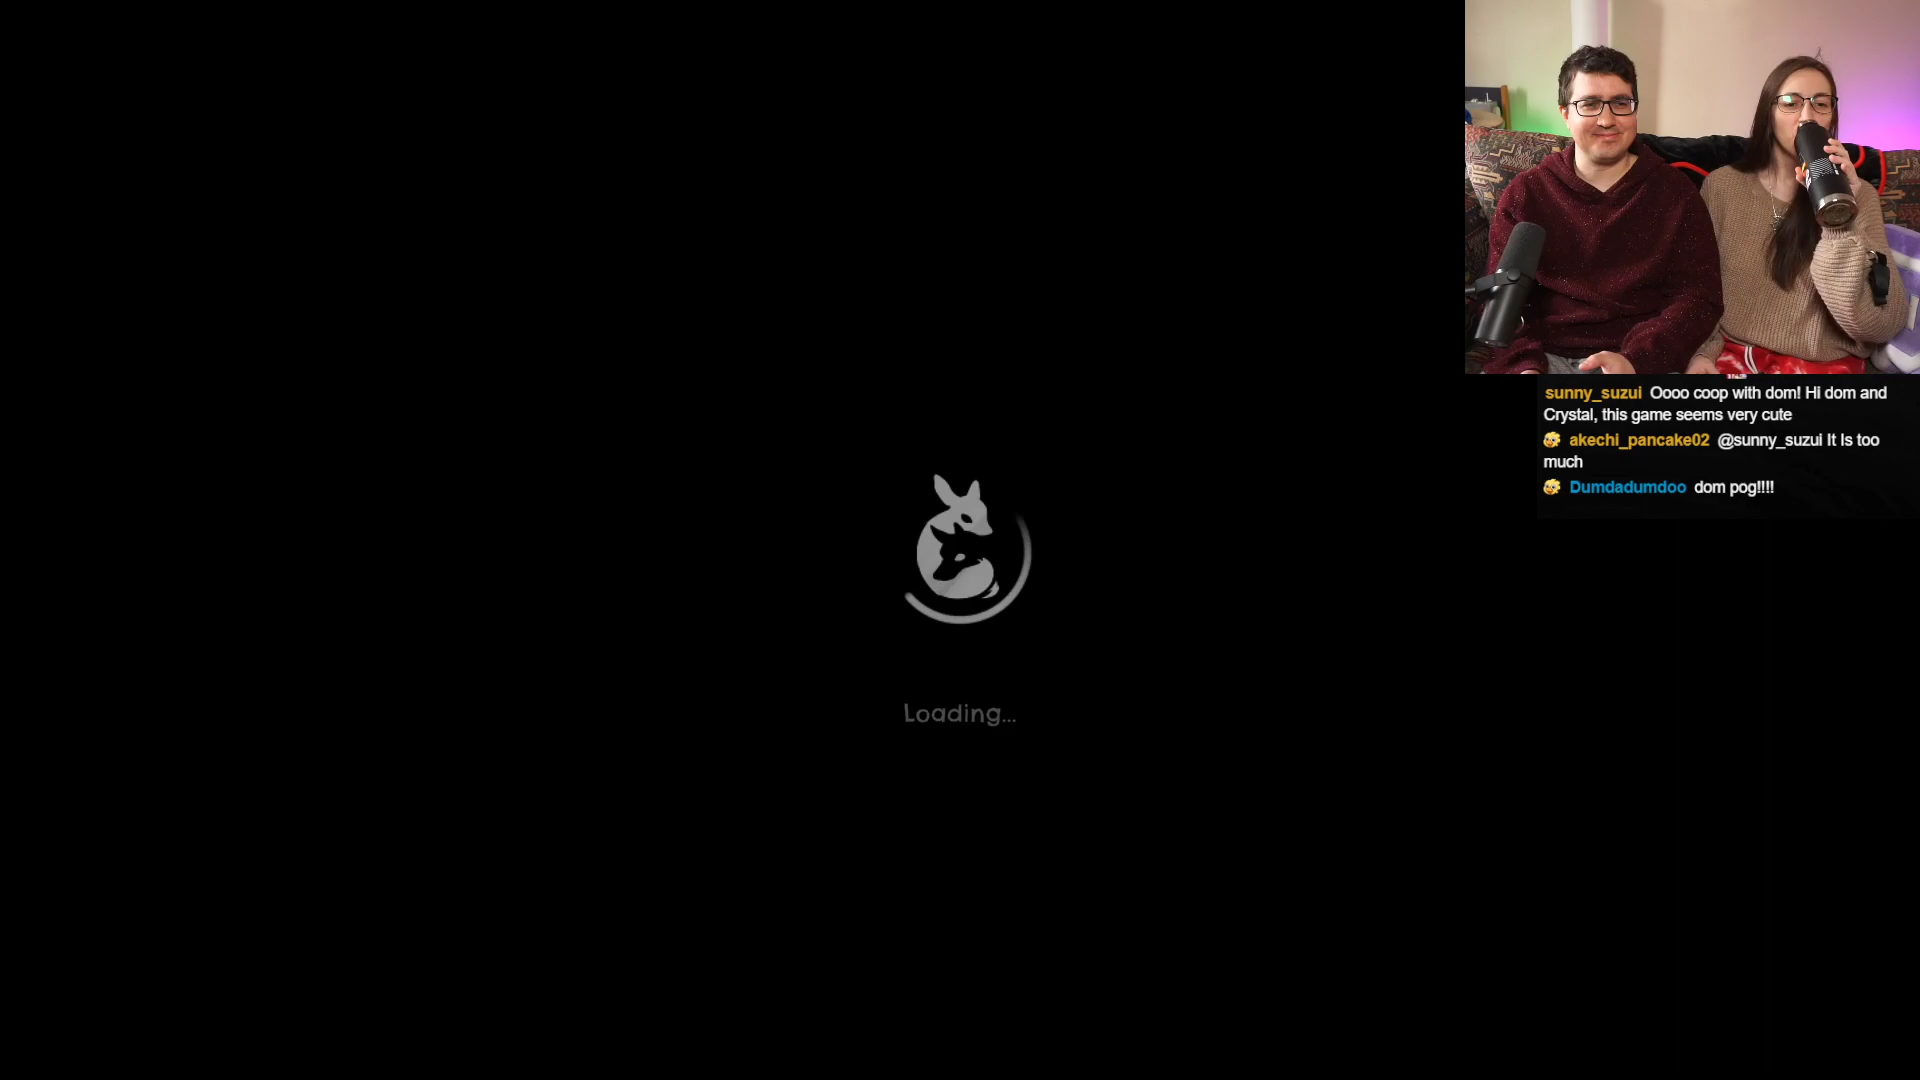 sunny_suzui Oooo coop with dom! Hi dom and
Crystal, this game seems very cute
akechi_pancake02 @sunny_suzui It Is too
much
Dumdadumdoo dom pog!!!!
Loading...